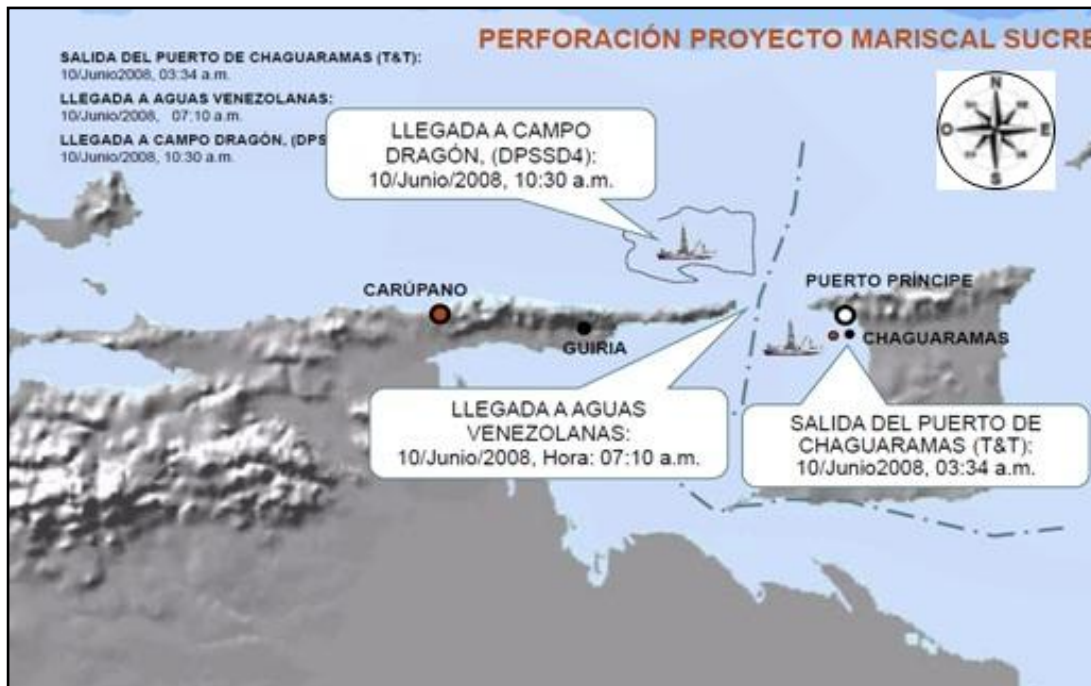 PERFORACIÓN PROYECTO MARISCAL SUCRE
SALIDA DEL PUERTO DE CHAGUARAMAS (T&T):
10/Junio2008, 03:34 a.m.
LLEGADA A AGUAS VENEZOLANAS:
10/Junio/2008, 07:10 a.m.
LLEGADA A CAMPO DRAGÓN, (DPS
10/Junio/2008, 10:30 a.m.
LLEGADA A CAMPO
DRAGÓN, (DPSSD4):
10/Junio/2008, 10:30 a.m.
N
O
E
S
CARÚPANO
GUIRIA
PUERTO PRÍNCIPE
CHAGUARAMAS
LLEGADA A AGUAS
VENEZOLANAS:
10/Junio/2008, Hora: 07:10 a.m.
SALIDA DEL PUERTO DE
CHAGUARAMAS (T&T):
10/Junio2008, 03:34 a.m.